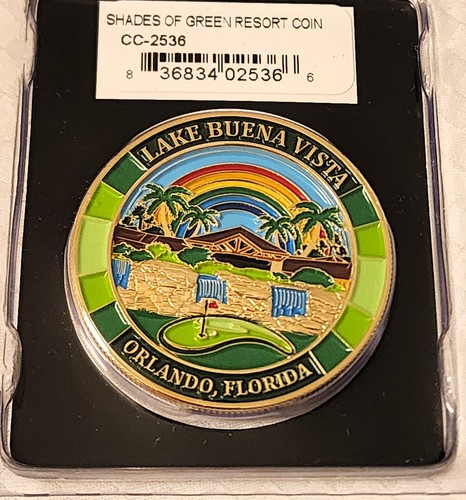 SHADES OF GREEN RESORT COIN
CC-2536
8 36834 02536 6
LAKE BUENA VISTA
ORLANDO, FLORIDA